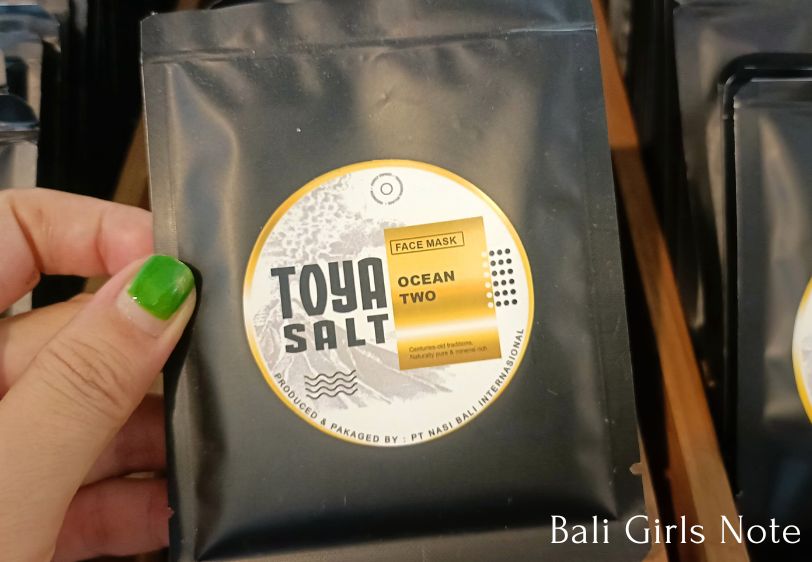 FACE MASK
OCEAN
TWO
TOYA
SALT
Centuries-old traditions,
Naturally pure & mineral rich.
PRODUCED & PAKAGED BY : PT NASI BALI INTERNASIONAL
Bali Girls Note